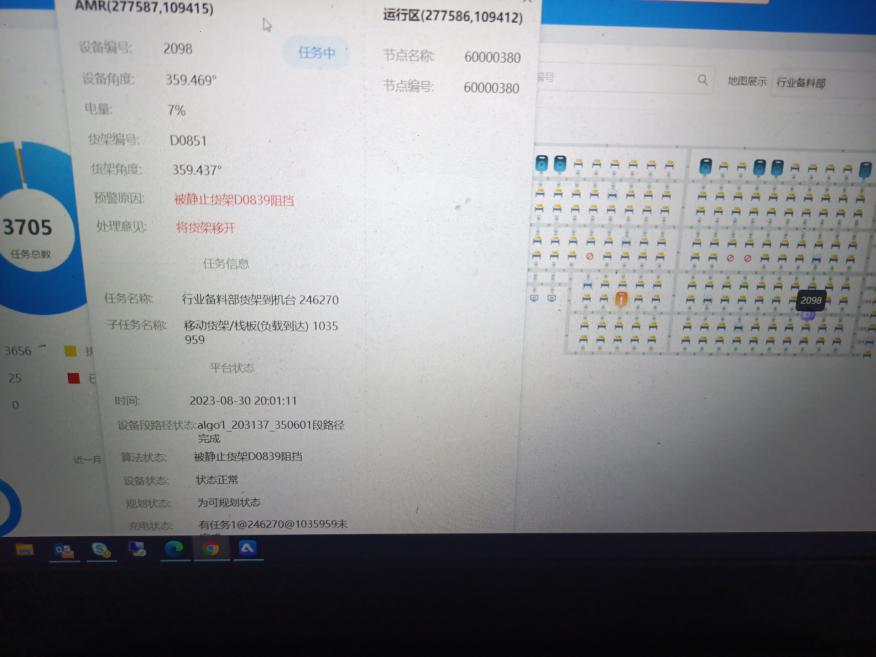 AMR(277587,109415)
设备编号: 2098
任务中
设备角度: 359.469°
电量: 7%
货架编号: D0851
货架角度: 359.437°
预警原因: 被静止货架D0839阻挡
处理意见: 将货架移开
任务信息
任务名称: 行业备料部货架到机台 246270
子任务名称: 移动货架/栈板(负载到达) 1035
959
平台状态
时间: 2023-08-30 20:01:11
设备段路径状态: algo1_203137_350601段路径
完成
算法状态: 被静止货架D0839阻挡
设备状态: 状态正常
规划状态: 为可规划状态
充电状态: 有任务1@246270@1035959未
运行区(277586,109412)
节点名称: 60000380
节点编号: 60000380
编号
地图展示 行业备料部
2098
3705
任务总数
3656
25
0
近一月